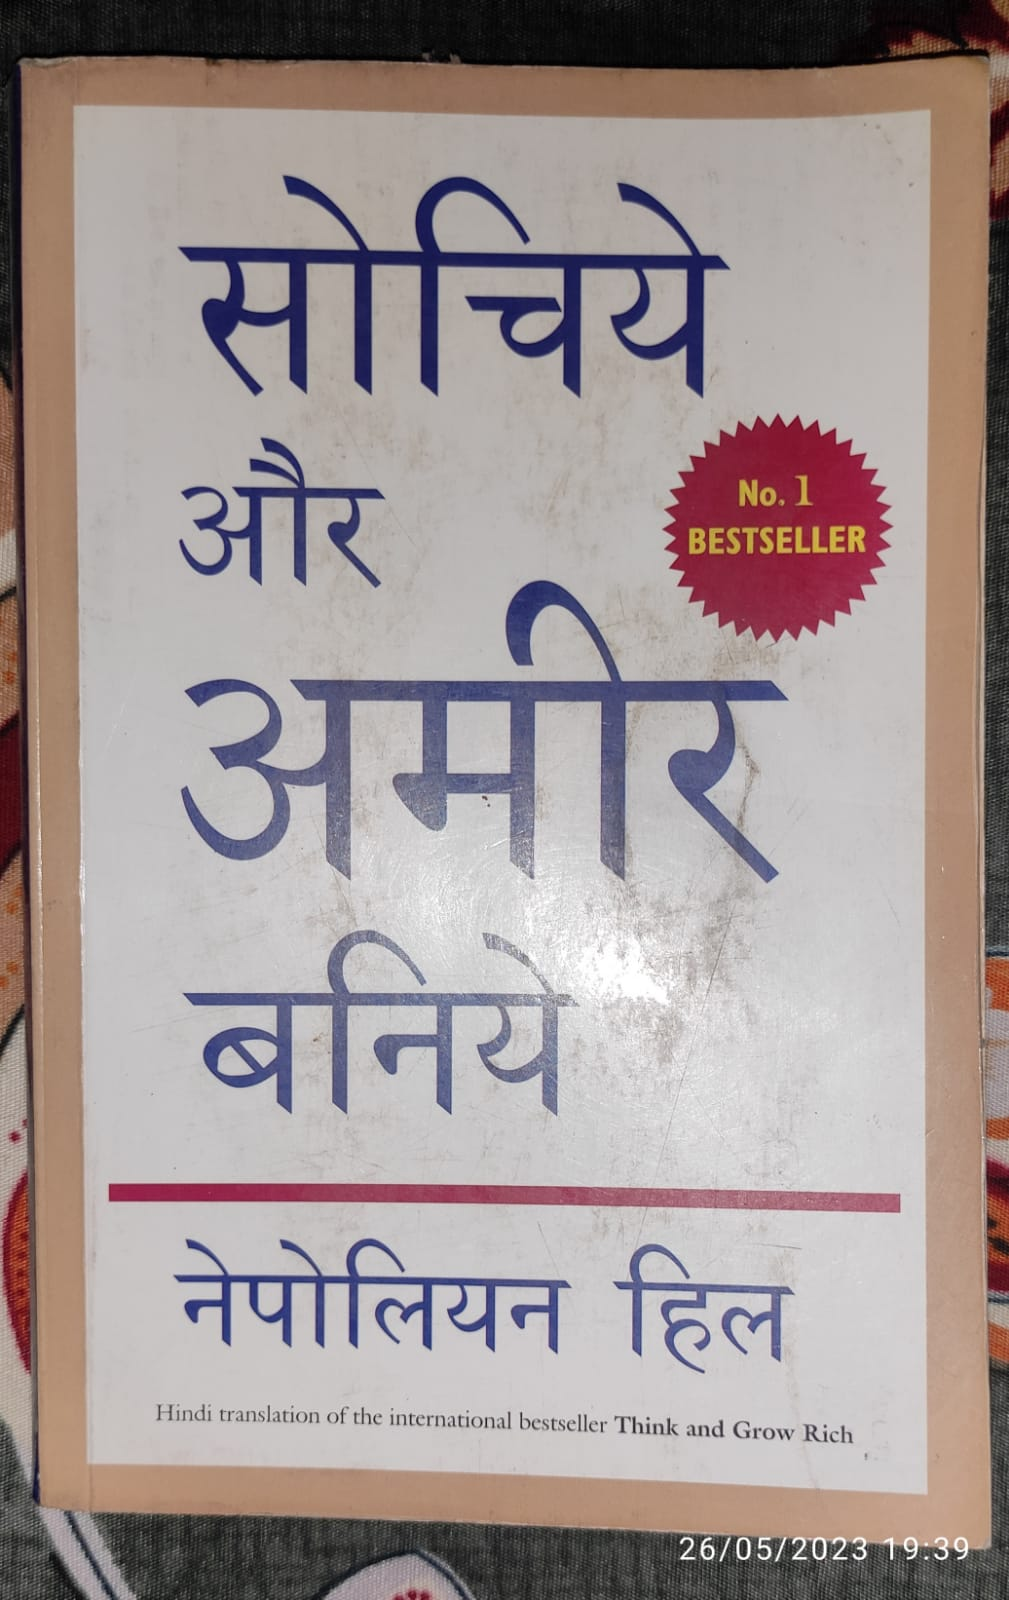 सोचिये
और
No. 1
BESTSELLER
अमीर
बनिये
नेपोलियन हिल
Hindi translation of the international bestseller Think and Grow Rich
26/05/2023 19:39